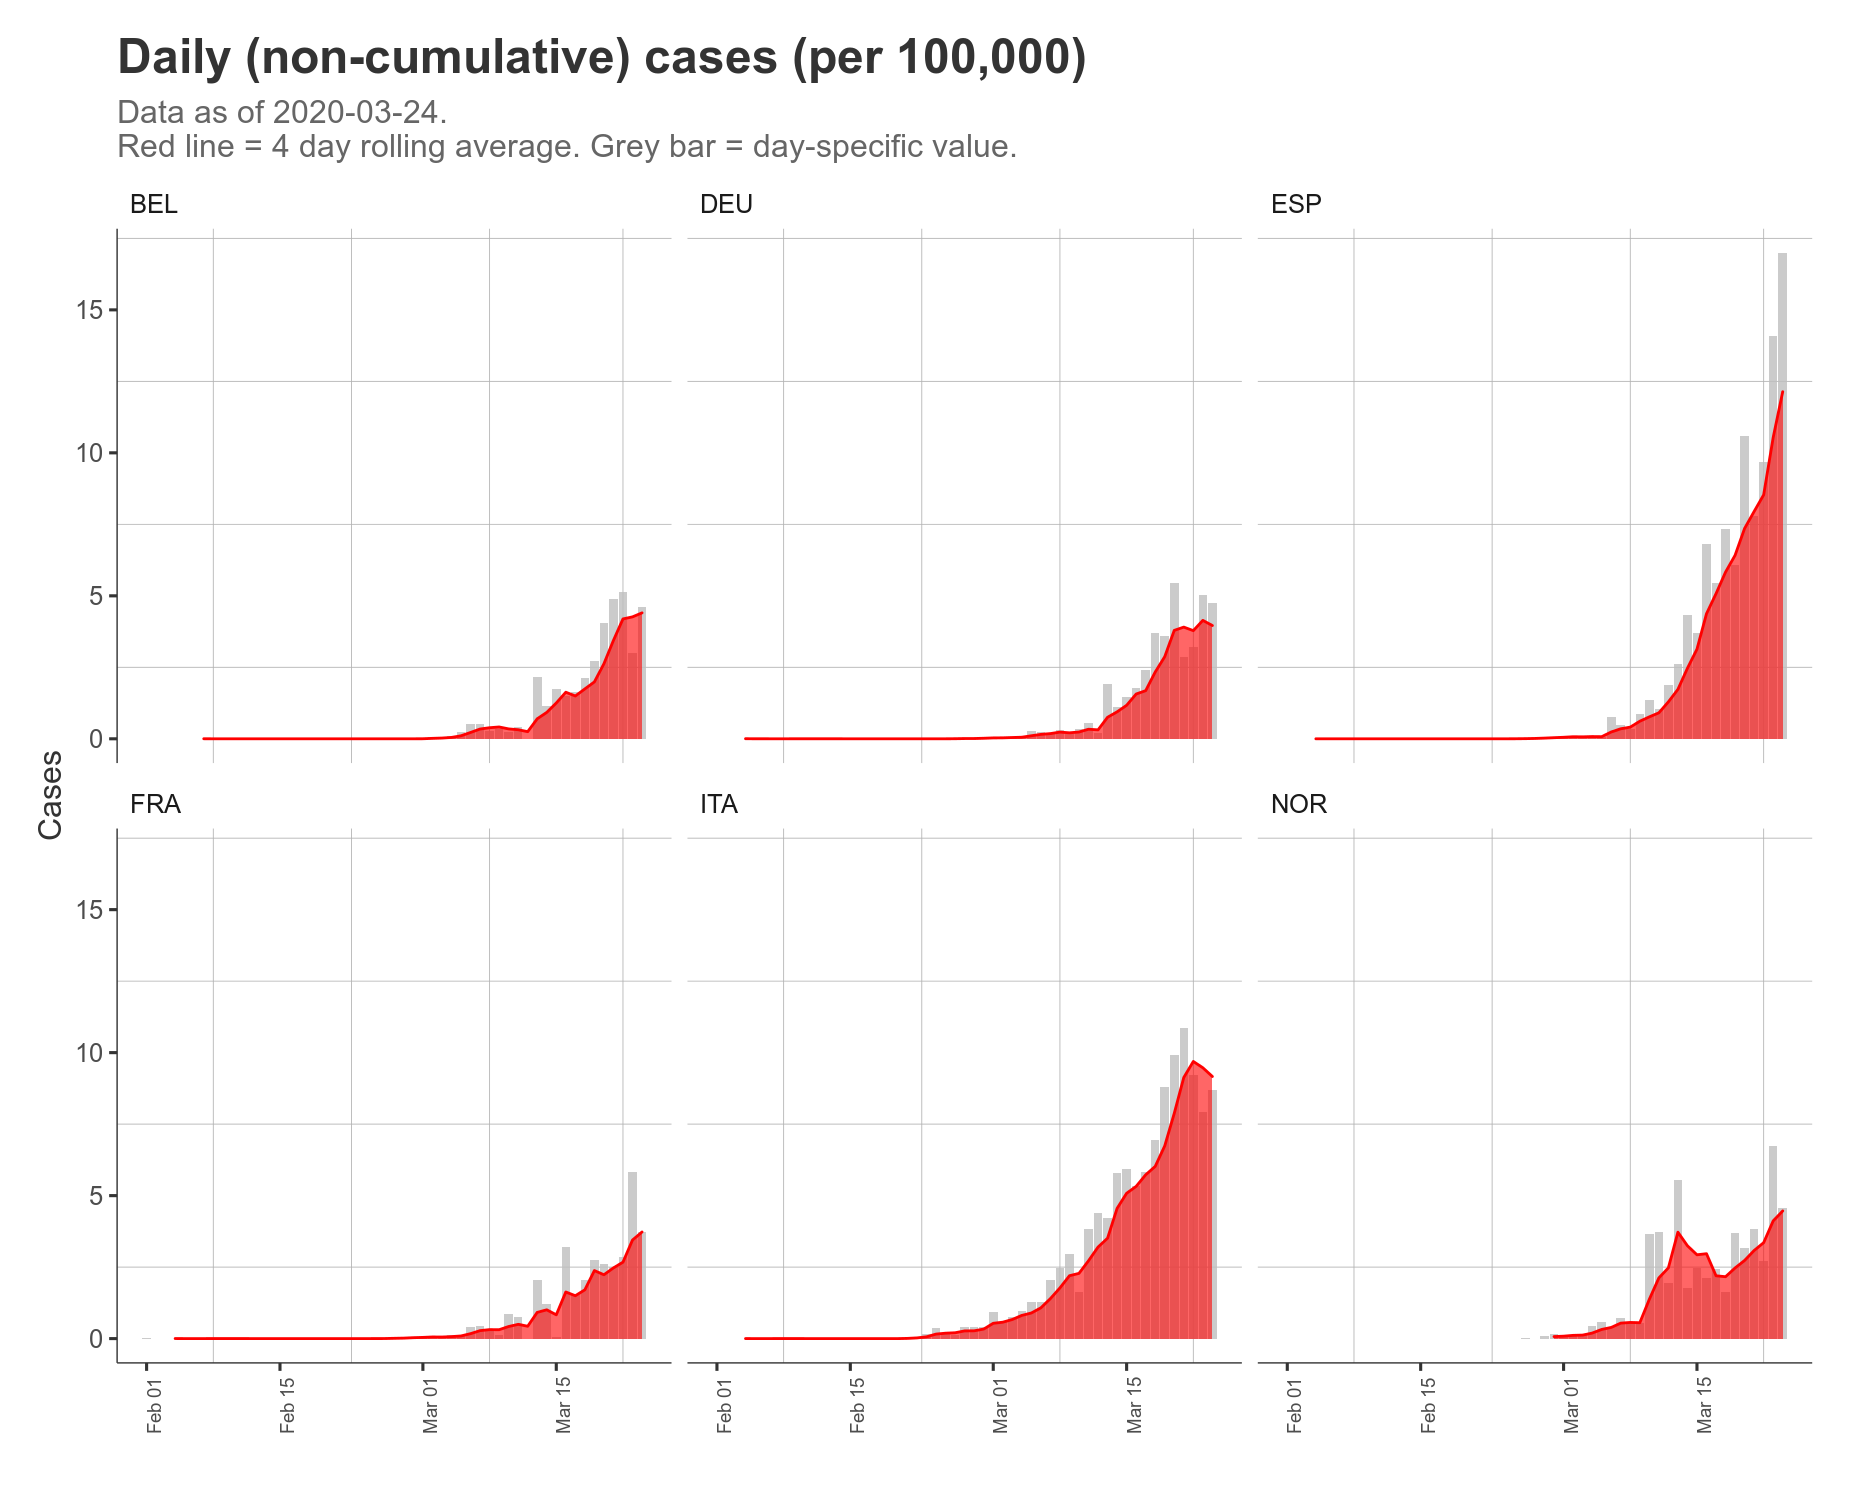 Daily (non-cumulative) cases (per 100,000)
Data as of 2020-03-24.
Red line = 4 day rolling average. Grey bar = day-specific value.
BEL
DEU
ESP
15
10
5
0
Cases
FRA
ITA
NOR
15
10
5
0
Feb 01
Feb 15
Mar 01
Mar 15
Feb 01
Feb 15
Mar 01
Mar 15
Feb 01
Feb 15
Mar 01
Mar 15